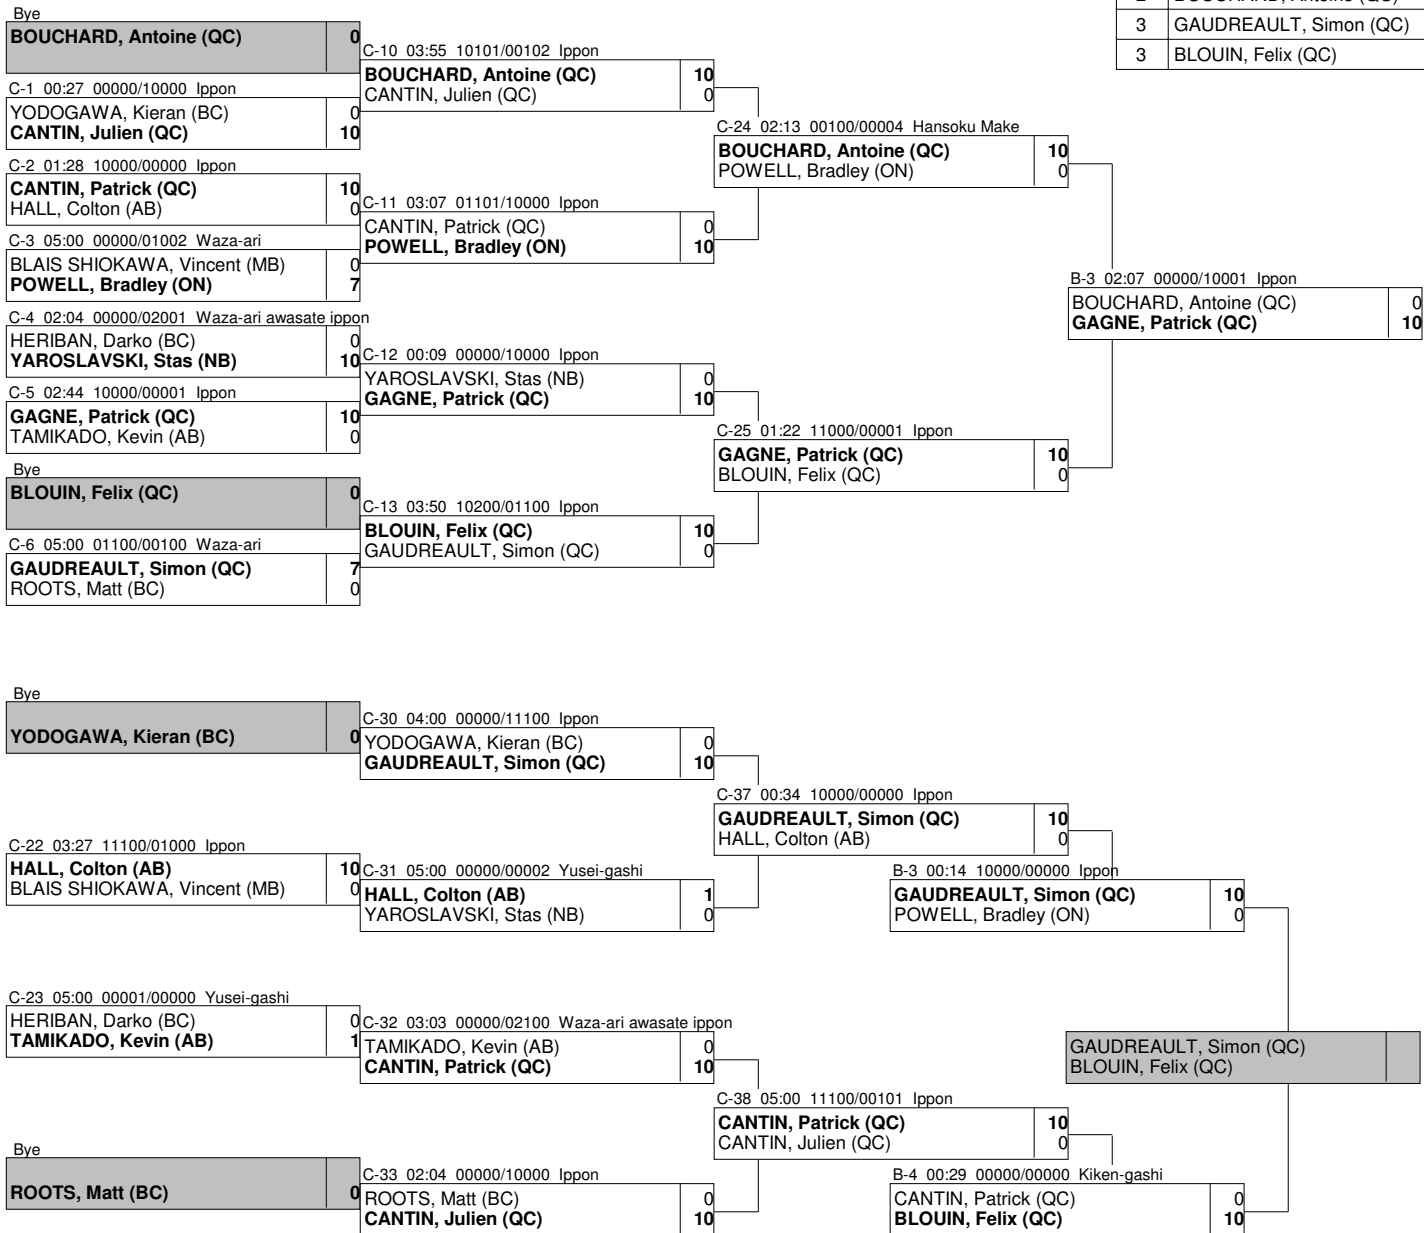 2 BOUCHARD, Antoine (QC)
3 GAUDREAULT, Simon (QC)
3 BLOUIN, Felix (QC)
Bye
BOUCHARD, Antoine (QC) 0
C-1 00:27 00000/10000 Ippon
YODOGAWA, Kieran (BC) 0
CANTIN, Julien (QC) 10
C-2 01:28 10000/00000 Ippon
CANTIN, Patrick (QC) 10
HALL, Colton (AB) 0
C-3 05:00 00000/01002 Waza-ari
BLAIS SHIOKAWA, Vincent (MB) 0
POWELL, Bradley (ON) 7
C-4 02:04 00000/02001 Waza-ari awasate ippon
HERIBAN, Darko (BC) 0
YAROSLAVSKI, Stas (NB) 10
C-5 02:44 10000/00001 Ippon
GAGNE, Patrick (QC) 10
TAMIKADO, Kevin (AB) 0
Bye
BLOUIN, Felix (QC) 0
C-6 05:00 01100/00100 Waza-ari
GAUDREAULT, Simon (QC) 7
ROOTS, Matt (BC) 0
C-10 03:55 10101/00102 Ippon
BOUCHARD, Antoine (QC) 10
CANTIN, Julien (QC) 0
C-11 03:07 01101/10000 Ippon
CANTIN, Patrick (QC) 0
POWELL, Bradley (ON) 10
C-12 00:09 00000/10000 Ippon
YAROSLAVSKI, Stas (NB) 0
GAGNE, Patrick (QC) 10
C-13 03:50 10200/01100 Ippon
BLOUIN, Felix (QC) 10
GAUDREAULT, Simon (QC) 0
C-24 02:13 00100/00004 Hansoku Make
BOUCHARD, Antoine (QC) 10
POWELL, Bradley (ON) 0
C-25 01:22 11000/00001 Ippon
GAGNE, Patrick (QC) 10
BLOUIN, Felix (QC) 0
B-3 02:07 00000/10001 Ippon
BOUCHARD, Antoine (QC) 0
GAGNE, Patrick (QC) 10
Bye
YODOGAWA, Kieran (BC) 0
C-22 03:27 11100/01000 Ippon
HALL, Colton (AB) 10
BLAIS SHIOKAWA, Vincent (MB) 0
C-23 05:00 00001/00000 Yusei-gashi
HERIBAN, Darko (BC) 0
TAMIKADO, Kevin (AB) 1
Bye
ROOTS, Matt (BC) 0
C-30 04:00 00000/11100 Ippon
YODOGAWA, Kieran (BC) 0
GAUDREAULT, Simon (QC) 10
C-31 05:00 00000/00002 Yusei-gashi
HALL, Colton (AB) 1
YAROSLAVSKI, Stas (NB) 0
C-32 03:03 00000/02100 Waza-ari awasate ippon
TAMIKADO, Kevin (AB) 0
CANTIN, Patrick (QC) 10
C-33 02:04 00000/10000 Ippon
ROOTS, Matt (BC) 0
CANTIN, Julien (QC) 10
C-37 00:34 10000/00000 Ippon
GAUDREAULT, Simon (QC) 10
HALL, Colton (AB) 0
C-38 05:00 11100/00101 Ippon
CANTIN, Patrick (QC) 10
CANTIN, Julien (QC) 0
B-3 00:14 10000/00000 Ippon
GAUDREAULT, Simon (QC) 10
POWELL, Bradley (ON) 0
B-4 00:29 00000/00000 Kiken-gashi
CANTIN, Patrick (QC) 0
BLOUIN, Felix (QC) 10
GAUDREAULT, Simon (QC)
BLOUIN, Felix (QC)